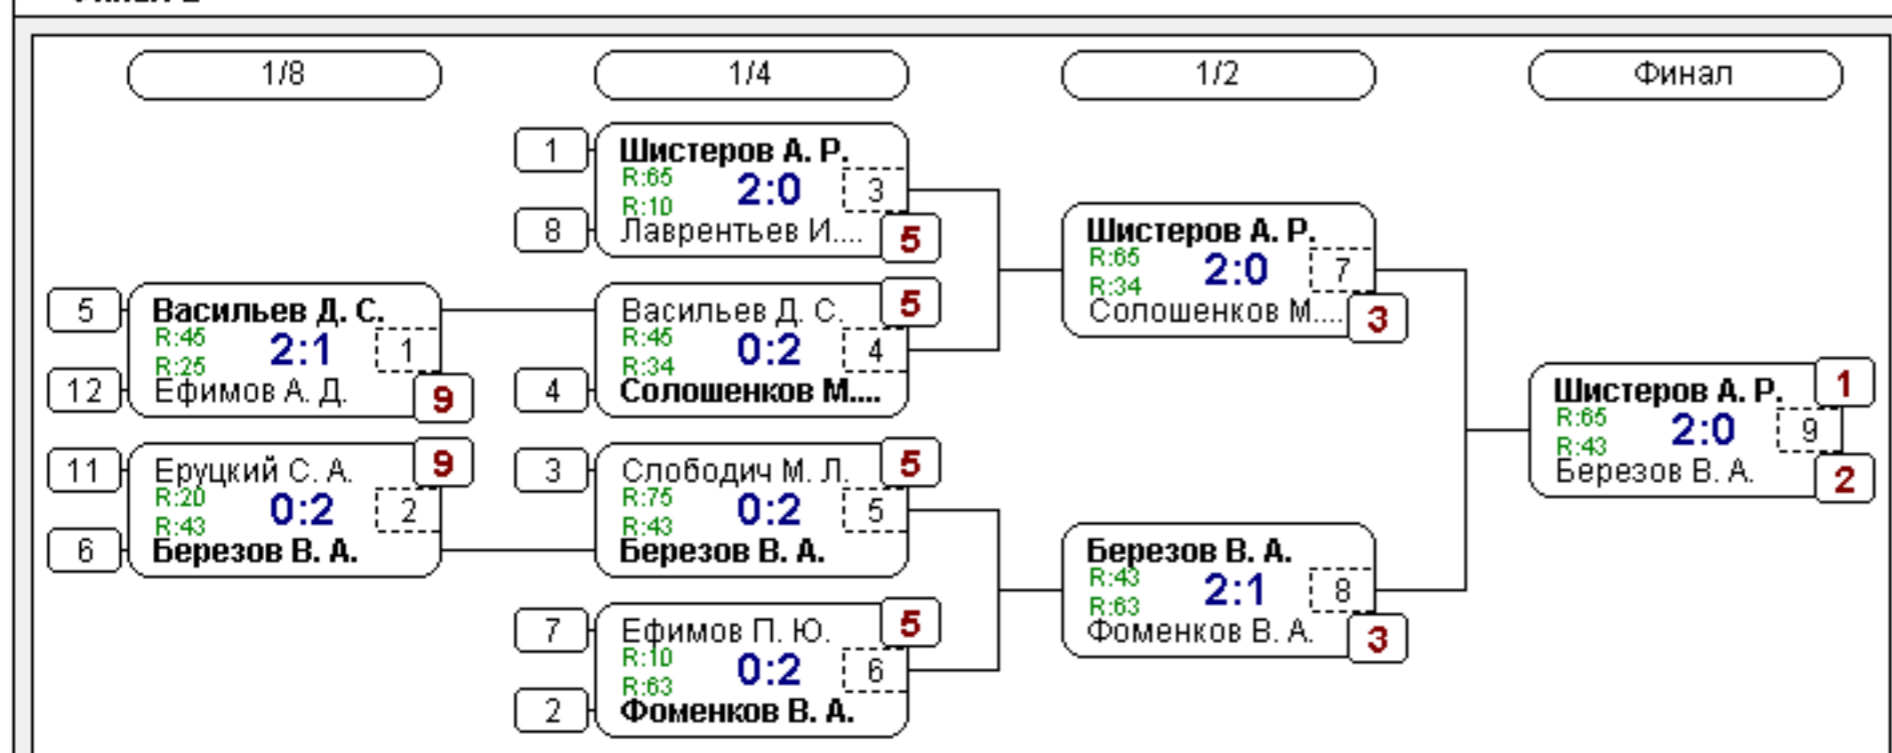 1/8
1/4
1/2
Финал
1
Шистеров А. Р.
R:65
2:0
3
R:10
8
Лаврентьев И....
5
5
Васильев Д. С.
R:45
2:1
1
R:25
12
Ефимов А. Д.
9
Васильев Д. С.
5
R:45
0:2
4
R:34
4
Солошенков М....
11
Еруцкий С. А.
9
R:20
0:2
2
R:43
6
Березов В. А.
3
Слободич М. Л.
5
R:75
0:2
5
R:43
Березов В. А.
7
Ефимов П. Ю.
5
R:10
0:2
6
R:63
2
Фоменков В. А.
Шистеров А. Р.
R:65
2:0
7
R:34
Солошенков М....
3
Березов В. А.
R:43
2:1
8
R:63
Фоменков В. А.
3
Шистеров А. Р.
1
R:65
2:0
9
R:43
Березов В. А.
2